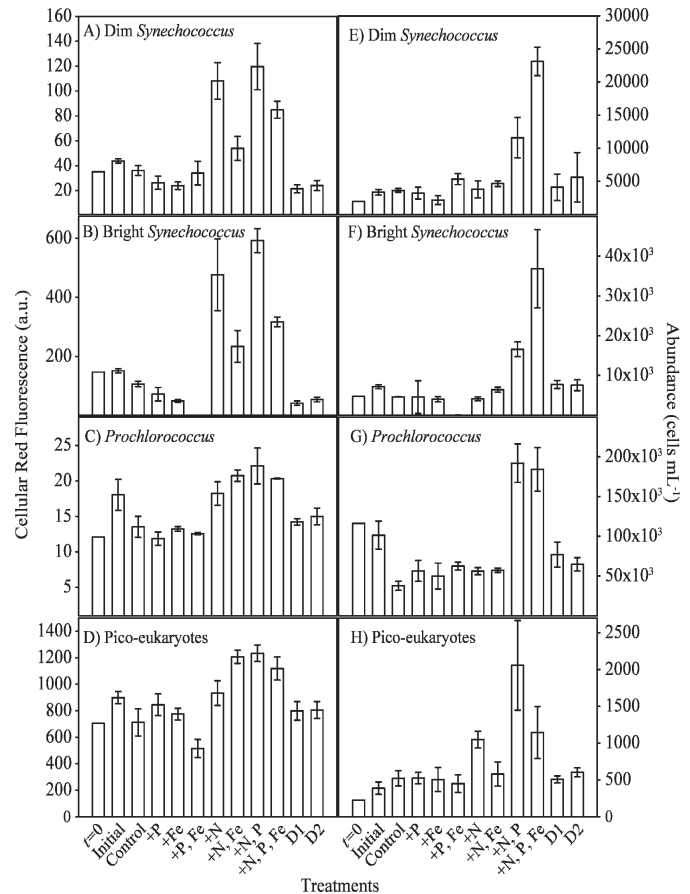 A) Dim Synechococcus
160
140
120
100
80
60
40
20
E) Dim Synechococcus
30000
25000
20000
15000
10000
5000
B) Bright Synechococcus
600
400
200
F) Bright Synechococcus
40x10³
30x10³
20x10³
10x10³
C) Prochlorococcus
25
20
15
10
5
G) Prochlorococcus
200x10³
150x10³
100x10³
50x10³
D) Pico-eukaryotes
1400
1200
1000
800
600
400
200
0
H) Pico-eukaryotes
2500
2000
1500
1000
500
0
Cellular Red Fluorescence (a.u.)
Abundance (cells mL⁻¹)
t=0
Initial
Control
+P
+Fe
+P, Fe
+N
+N, Fe
+N, P
+N, P, Fe
D1
D2
t=0
Initial
Control
+P
+Fe
+P, Fe
+N
+N, Fe
+N, P
+N, P, Fe
D1
D2
Treatments